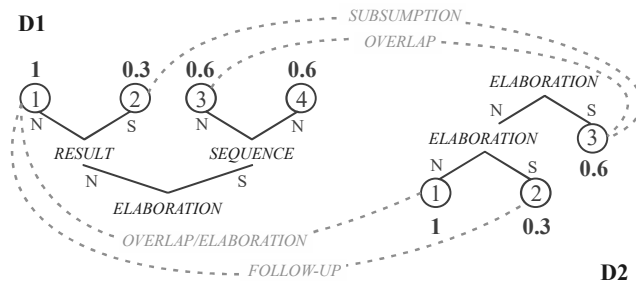 D1
SUBSUMPTION
OVERLAP
1 0.3 0.6 0.6
1 2 3 4
N S N N
RESULT SEQUENCE
N S
ELABORATION
ELABORATION
N S
3
0.6
ELABORATION
N S
1 2
1 0.3
OVERLAP/ELABORATION
FOLLOW-UP
D2